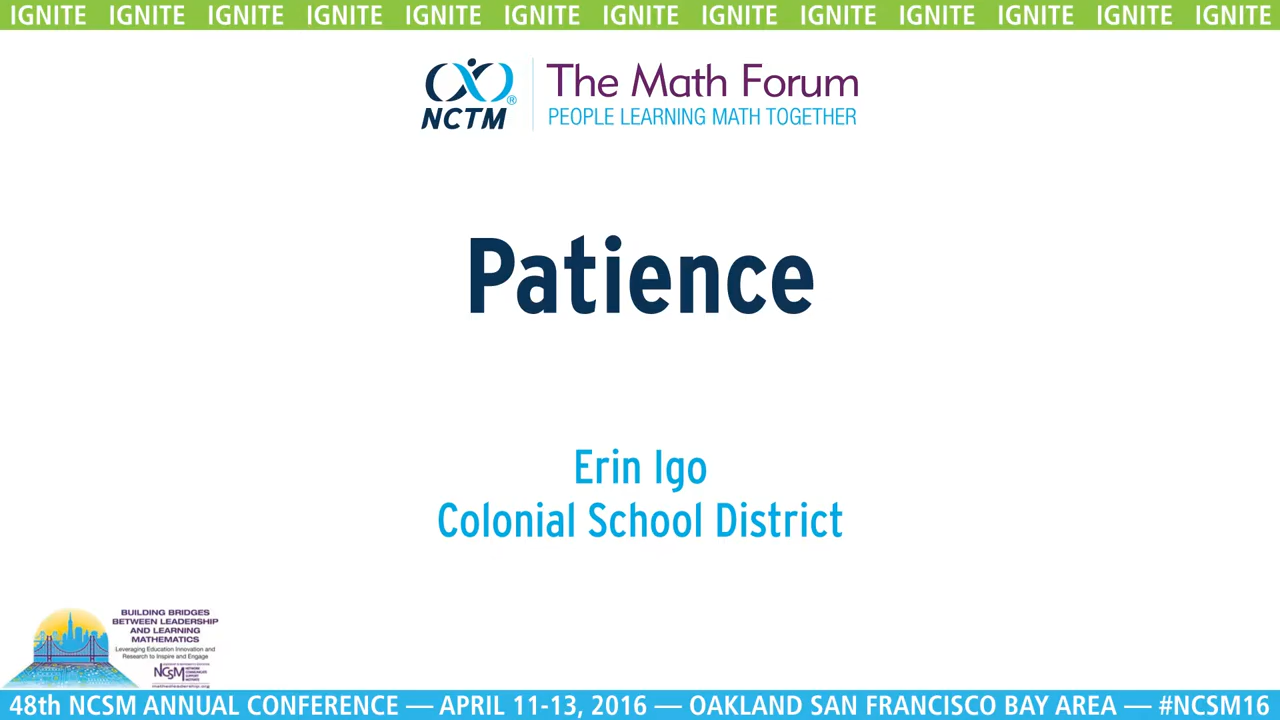 IGNITE IGNITE IGNITE IGNITE IGNITE IGNITE IGNITE IGNITE IGNITE IGNITE IGNITE IGNITE IGNITE
NCTM®
The Math Forum
PEOPLE LEARNING MATH TOGETHER
Patience
Erin Igo
Colonial School District
BUILDING BRIDGES
BETWEEN LEADERSHIP
AND LEARNING
MATHEMATICS
Leveraging Education Innovation and
Research to Inspire and Engage
NCSM
mathleadership.org
48th NCSM ANNUAL CONFERENCE — APRIL 11-13, 2016 — OAKLAND SAN FRANCISCO BAY AREA — #NCSM16